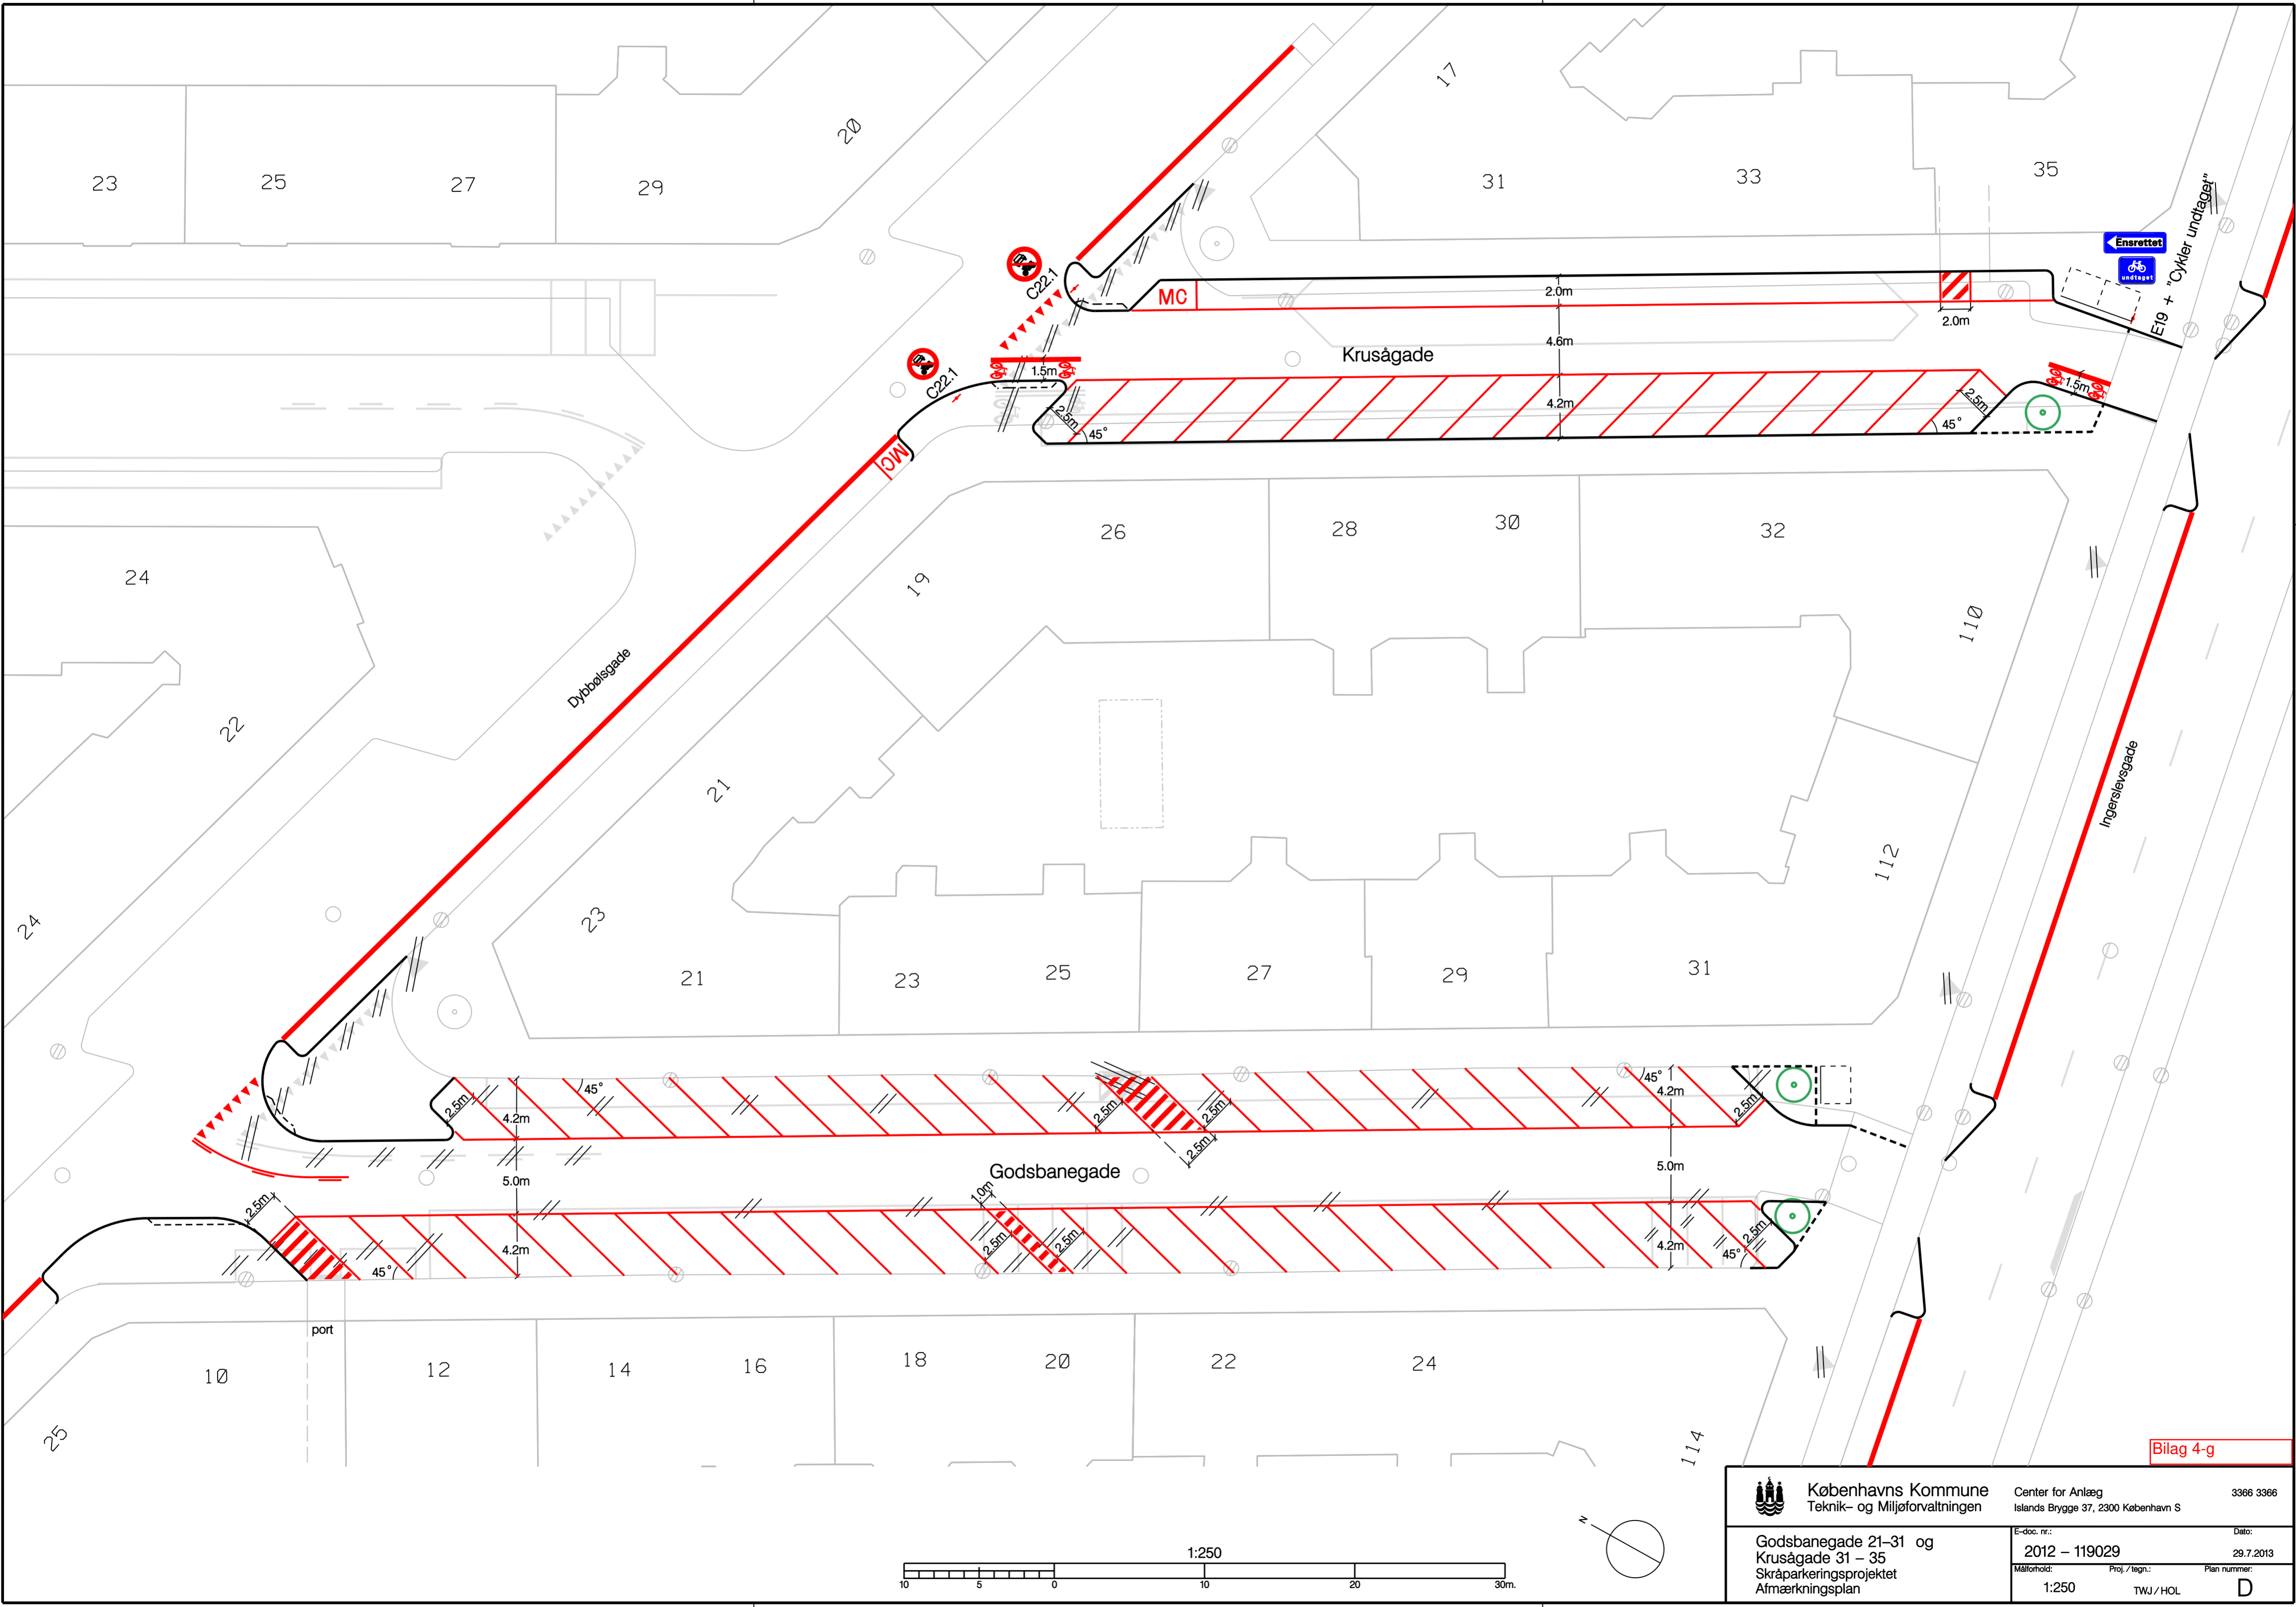 23
25
27
29
20
17
31
33
35
Ensrettet
undtaget
E19 + "Cykler undtaget"
C22.1
C22.1
MC
2.0m
2.0m
4.6m
Krusågade
1.5m
1.5m
4.2m
2.5m
45°
2.5m
45°
MC
26
28
30
32
19
24
22
24
Dybbølsgade
21
23
110
112
Ingerslevsgade
21
23
25
27
29
31
2.5m
4.2m
45°
2.5m
2.5m
2.5m
45°
4.2m
2.5m
Godsbanegade
5.0m
5.0m
2.5m
4.2m
45°
1.0m
2.5m
2.5m
4.2m
2.5m
45°
port
10
12
14
16
18
20
22
24
25
114
Bilag 4-g
N
1:250
10 5 0 10 20 30m.
Københavns Kommune
Teknik– og Miljøforvaltningen
Center for Anlæg 3366 3366
Islands Brygge 37, 2300 København S
Godsbanegade 21–31 og
Krusågade 31 – 35
Skråparkeringsprojektet
Afmærkningsplan
E–doc. nr.: Dato:
2012 – 119029 29.7.2013
Målforhold: Proj./tegn.: Plan nummer:
1:250 TWJ/HOL D